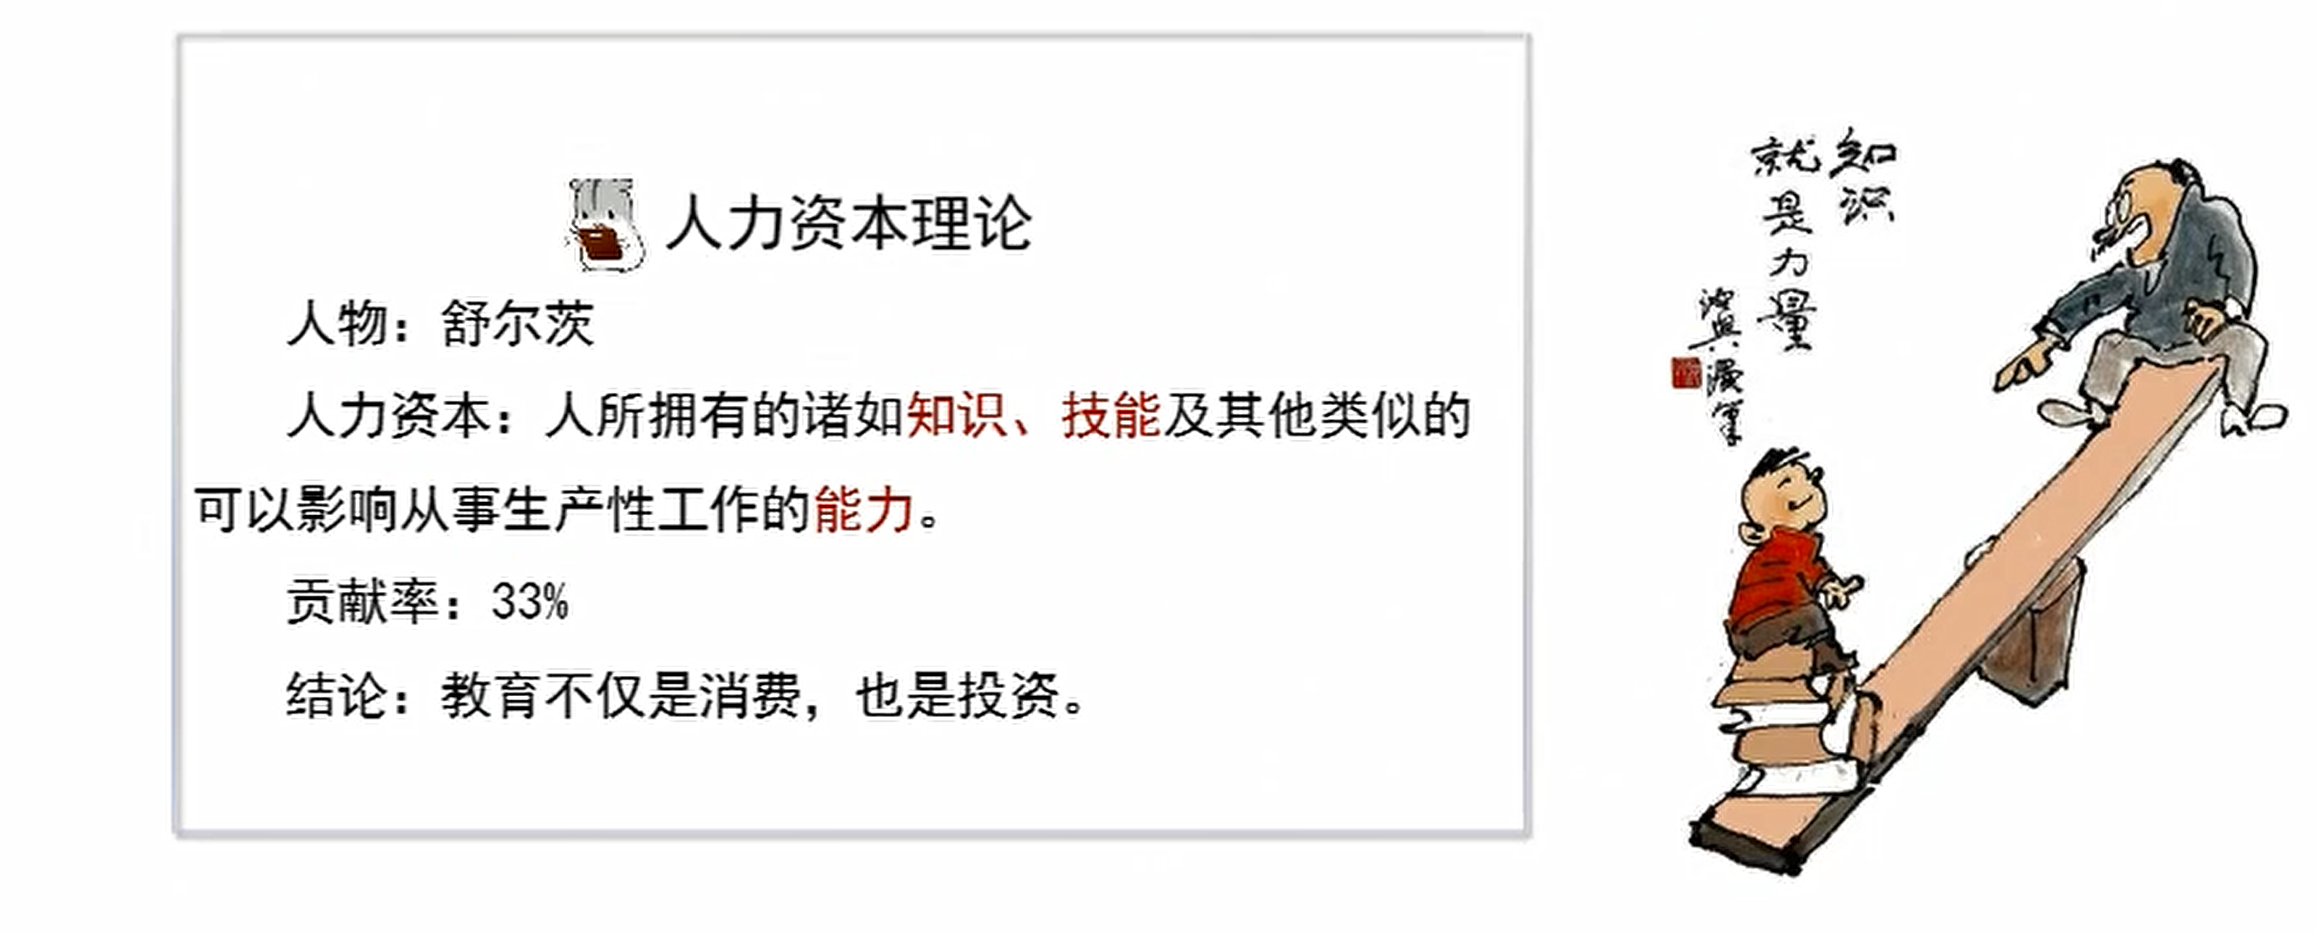 人力资本理论
人物：舒尔茨
人力资本：人所拥有的诸如知识、技能及其他类似的
可以影响从事生产性工作的能力。
贡献率：33%
结论：教育不仅是消费，也是投资。
知识
就是力量